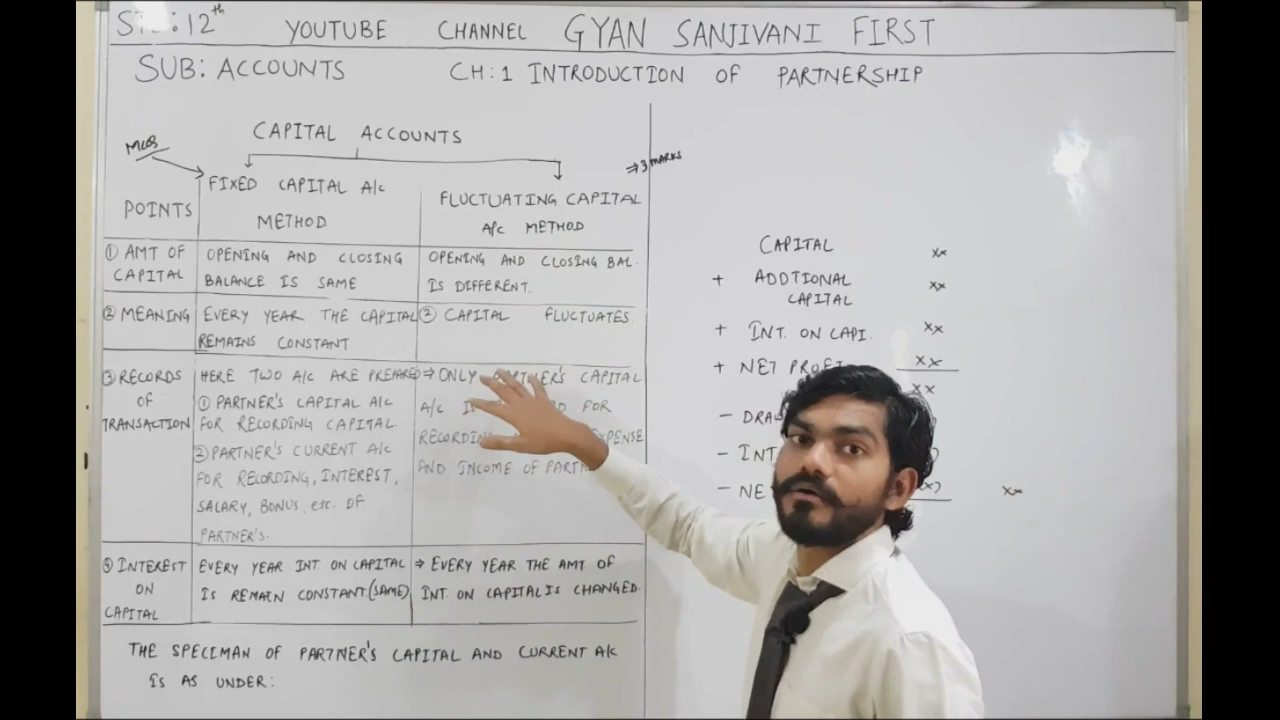 STD: 12th YOUTUBE CHANNEL GYAN SANJIVANI FIRST
SUB: ACCOUNTS CH: 1 INTRODUCTION OF PARTNERSHIP
CAPITAL ACCOUNTS
MCQS
⇒ 3 MARKS
POINTS
FIXED CAPITAL A/c
METHOD
FLUCTUATING CAPITAL
A/c METHOD
① AMT OF
CAPITAL
OPENING AND CLOSING
BALANCE IS SAME
OPENING AND CLOSING BAL.
IS DIFFERENT.
② MEANING
EVERY YEAR THE CAPITAL
REMAINS CONSTANT
② CAPITAL FLUCTUATES.
③ RECORDS
OF
TRANSACTION
HERE TWO A/C ARE PREPARED
① PARTNER'S CAPITAL A/C
FOR RECORDING CAPITAL
② PARTNER'S CURRENT A/C
FOR RECORDING, INTEREST,
SALARY, BONUS, etc. OF
PARTNER'S.
⇒ ONLY PARTNER'S CAPITAL
A/c FOR
RECORDING
AND INCOME OF
INTEREST
ON
CAPITAL
EVERY YEAR INT ON CAPITAL
IS REMAIN CONSTANT.(SAME)
⇒ EVERY YEAR THE AMT OF
INT. ON CAPITAL IS CHANGED.
THE SPECIMAN OF PARTNER'S CAPITAL AND CURRENT A/c
IS AS UNDER:
CAPITAL xx
+ ADDTIONAL xx
CAPITAL
+ INT. ON CAPI. xx
+ NET PROFIT xx
xx
-
- INT
- NE xx